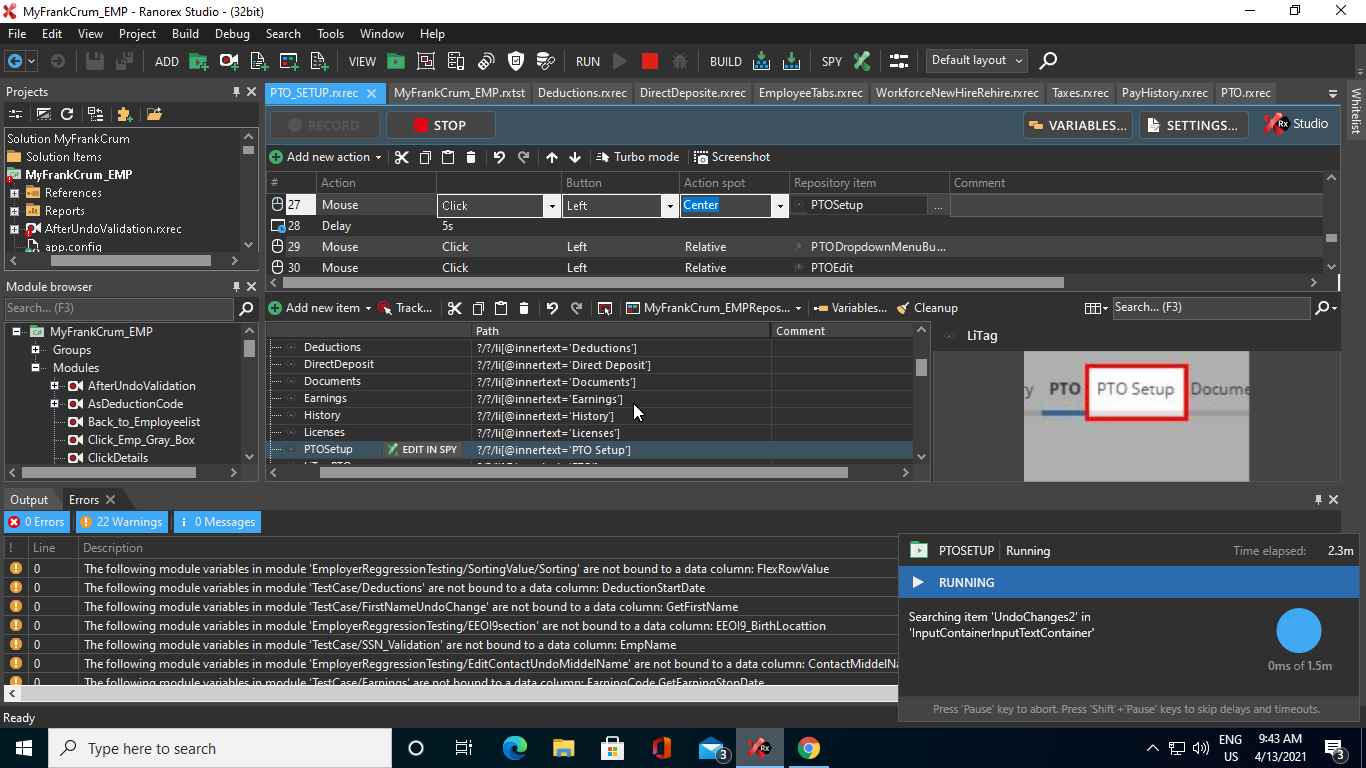 MyFrankCrum_EMP - Ranorex Studio - (32bit)
File Edit View Project Build Debug Search Tools Window Help
ADD VIEW RUN BUILD SPY Default layout
Projects
Solution MyFrankCrum
Solution Items
MyFrankCrum_EMP
References
Reports
AfterUndoValidation.rxrec
app.config
PTO_SETUP.rxrec MyFrankCrum_EMP.rxtst Deductions.rxrec DirectDeposit.rxrec EmployeeTabs.rxrec WorkforceNewHireRehire.rxrec Taxes.rxrec PayHistory.rxrec PTO.rxrec
Whitelist
RECORD STOP VARIABLES... SETTINGS... Rx Studio
Add new action Turbo mode Screenshot
# Action Button Action spot Repository item Comment
27 Mouse Click Left Center PTOSetup ...
28 Delay 5s
29 Mouse Click Left Relative PTODropdownMenuBu...
30 Mouse Click Left Relative PTOEdit
Module browser
Search... (F3)
MyFrankCrum_EMP
Groups
Modules
AfterUndoValidation
AsDeductionCode
Back_to_Employeelist
Click_Emp_Gray_Box
ClickDetails
Add new item Track... MyFrankCrum_EMPRepos... Variables... Cleanup Search... (F3)
Path Comment
Deductions ?/?/li[@innertext='Deductions']
DirectDeposit ?/?/li[@innertext='Direct Deposit']
Documents ?/?/li[@innertext='Documents']
Earnings ?/?/li[@innertext='Earnings']
History ?/?/li[@innertext='History']
Licenses ?/?/li[@innertext='Licenses']
PTOSetup EDIT IN SPY ?/?/li[@innertext='PTO Setup']
LiTag
y PTO PTO Setup Docume
Output Errors
0 Errors 22 Warnings 0 Messages
! Line Description
0 The following module variables in module 'EmployerReggressionTesting/SortingValue/Sorting' are not bound to a data column: FlexRowValue
0 The following module variables in module 'TestCase/Deductions' are not bound to a data column: DeductionStartDate
0 The following module variables in module 'TestCase/FirstNameUndoChange' are not bound to a data column: GetFirstName
0 The following module variables in module 'EmployerReggressionTesting/EEOI9section' are not bound to a data column: EEOI9_BirthLocattion
0 The following module variables in module 'TestCase/SSN_Validation' are not bound to a data column: EmpName
0 The following module variables in module 'EmployerReggressionTesting/EditContactUndoMiddelName' are not bound to a data column: ContactMiddelNa
0 The following module variables in module 'TestCase/Earnings' are not bound to a data column: EarningCode,GetEarningStopDate
PTOSETUP Running Time elapsed: 2.3m
RUNNING
Searching item 'UndoChanges2' in
'InputContainerInputTextContainer'
0ms of 1.5m
Press 'Pause' key to abort. Press 'Shift'+'Pause' keys to skip delays and timeouts.
Ready
Type here to search
3
Rx
ENG
US
9:43 AM
4/13/2021
3